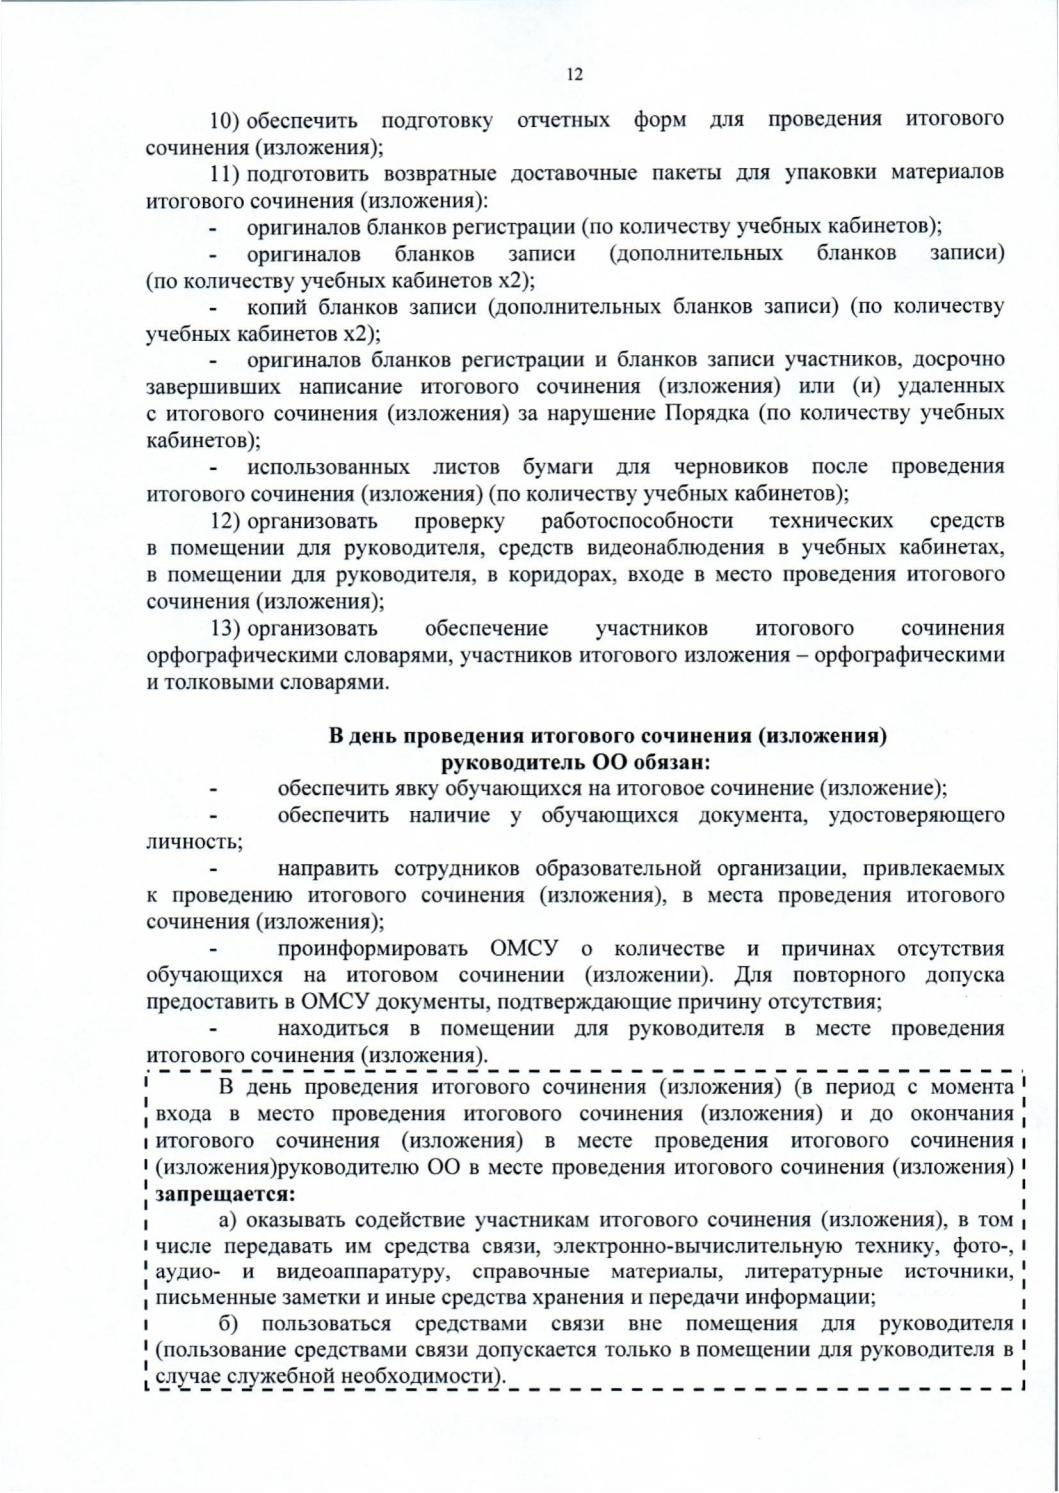 12
10) обеспечить подготовку отчетных форм для проведения итогового
сочинения (изложения);
11) подготовить возвратные доставочные пакеты для упаковки материалов
итогового сочинения (изложения):
- оригиналов бланков регистрации (по количеству учебных кабинетов);
- оригиналов бланков записи (дополнительных бланков записи)
(по количеству учебных кабинетов х2);
- копий бланков записи (дополнительных бланков записи) (по количеству
учебных кабинетов х2);
- оригиналов бланков регистрации и бланков записи участников, досрочно
завершивших написание итогового сочинения (изложения) или (и) удаленных
с итогового сочинения (изложения) за нарушение Порядка (по количеству учебных
кабинетов);
- использованных листов бумаги для черновиков после проведения
итогового сочинения (изложения) (по количеству учебных кабинетов);
12) организовать проверку работоспособности технических средств
в помещении для руководителя, средств видеонаблюдения в учебных кабинетах,
в помещении для руководителя, в коридорах, входе в место проведения итогового
сочинения (изложения);
13) организовать обеспечение участников итогового сочинения
орфографическими словарями, участников итогового изложения – орфографическими
и толковыми словарями.
В день проведения итогового сочинения (изложения)
руководитель ОО обязан:
- обеспечить явку обучающихся на итоговое сочинение (изложение);
- обеспечить наличие у обучающихся документа, удостоверяющего
личность;
- направить сотрудников образовательной организации, привлекаемых
к проведению итогового сочинения (изложения), в места проведения итогового
сочинения (изложения);
- проинформировать ОМСУ о количестве и причинах отсутствия
обучающихся на итоговом сочинении (изложении). Для повторного допуска
предоставить в ОМСУ документы, подтверждающие причину отсутствия;
- находиться в помещении для руководителя в месте проведения
итогового сочинения (изложения).
В день проведения итогового сочинения (изложения) (в период с момента
входа в место проведения итогового сочинения (изложения) и до окончания
итогового сочинения (изложения) в месте проведения итогового сочинения
(изложения)руководителю ОО в месте проведения итогового сочинения (изложения)
запрещается:
а) оказывать содействие участникам итогового сочинения (изложения), в том
числе передавать им средства связи, электронно-вычислительную технику, фото-,
аудио- и видеоаппаратуру, справочные материалы, литературные источники,
письменные заметки и иные средства хранения и передачи информации;
б) пользоваться средствами связи вне помещения для руководителя
(пользование средствами связи допускается только в помещении для руководителя в
случае служебной необходимости).